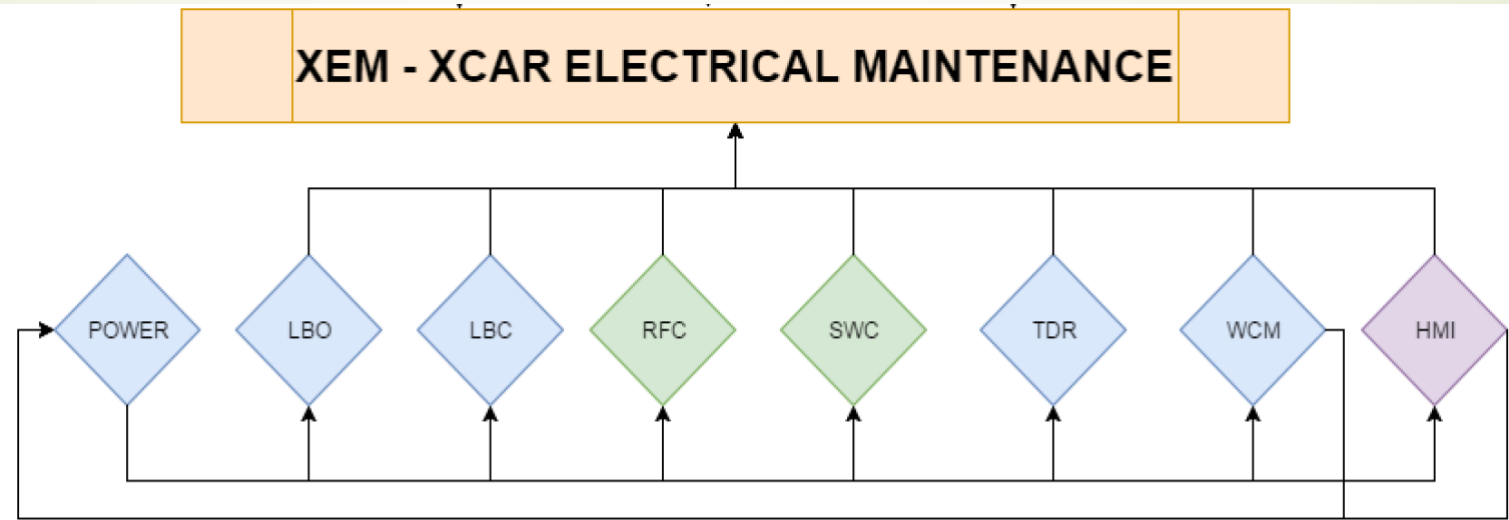 XEM - XCAR ELECTRICAL MAINTENANCE
POWER
LBO
LBC
RFC
SWC
TDR
WCM
HMI